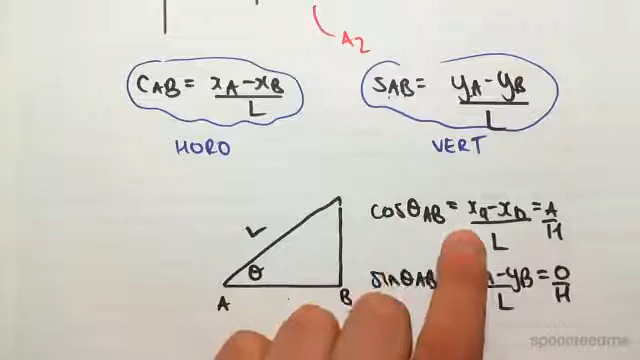 A2
CAB = xA-xB / L
SAB = yA-yB / L
HORO
VERT
L
θ
A
B
cosθAB = xA-xB / L = A / H
sinθAB - yB / L = O / H
spoonfeedme